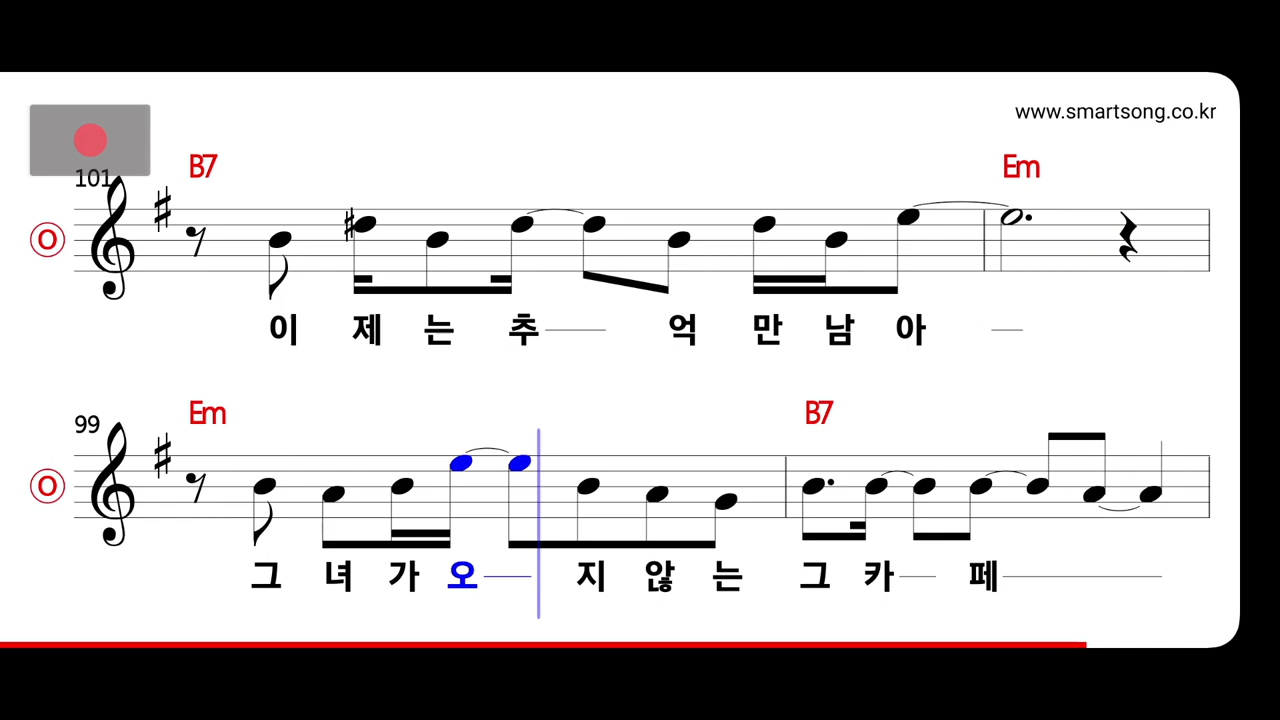 www.smartsong.co.kr
B7 Em
101
O
이 제 는 추 억 만 남 아
Em B7
99
O
그 녀 가 오 지 않 는 그 카 페